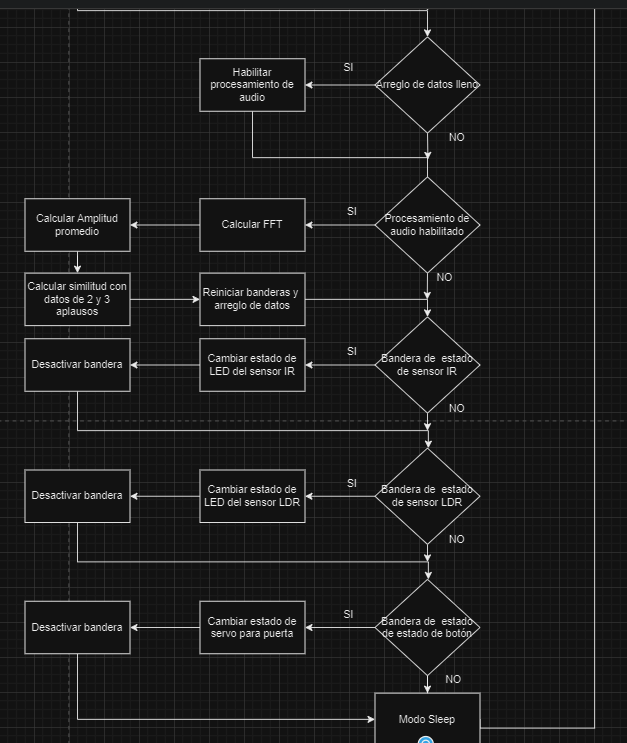 SI
Habilitar
procesamiento de
audio
Arreglo de datos lleno
NO
Calcular Amplitud
promedio
Calcular FFT
SI
Procesamiento de
audio habilitado
NO
Calcular similitud con
datos de 2 y 3
aplausos
Reiniciar banderas y
arreglo de datos
Desactivar bandera
Cambiar estado de
LED del sensor IR
SI
Bandera de estado
de sensor IR
NO
Desactivar bandera
Cambiar estado de
LED del sensor LDR
SI
Bandera de estado
de sensor LDR
NO
Desactivar bandera
Cambiar estado de
servo para puerta
SI
Bandera de estado
de estado de botón
NO
Modo Sleep